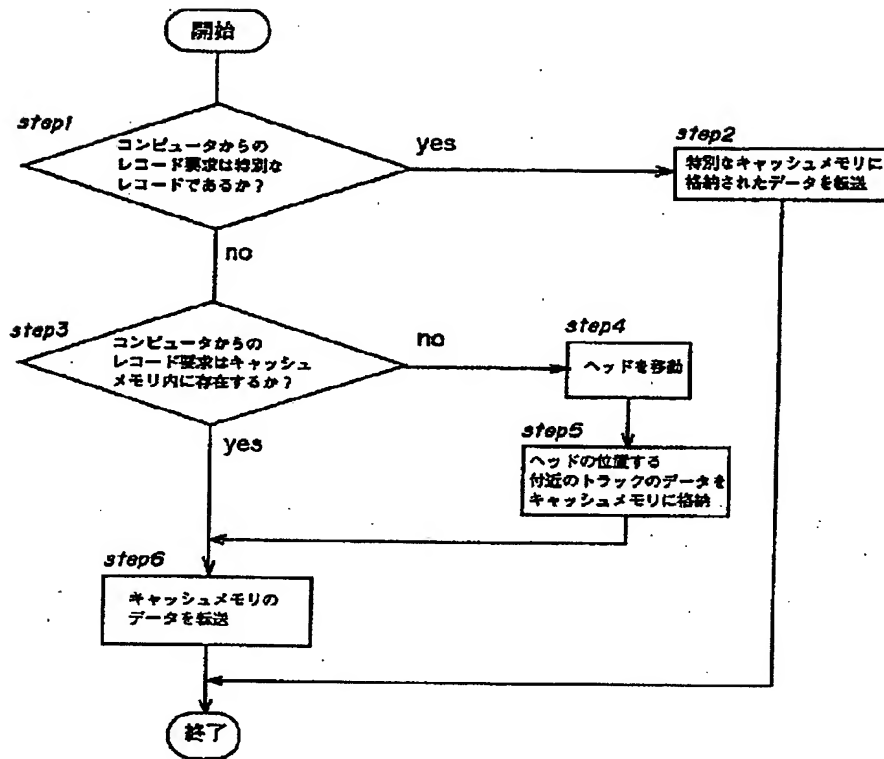 開始
step1
コンピュータからの
レコード要求は特別な
レコードであるか？
yes
step2
特別なキャッシュメモリに
格納されたデータを転送
no
step3
コンピュータからの
レコード要求はキャッシュ
メモリ内に存在するか？
no
step4
ヘッドを移動
yes
step5
ヘッドの位置する
付近のトラックのデータを
キャッシュメモリに格納
step6
キャッシュメモリの
データを転送
終了